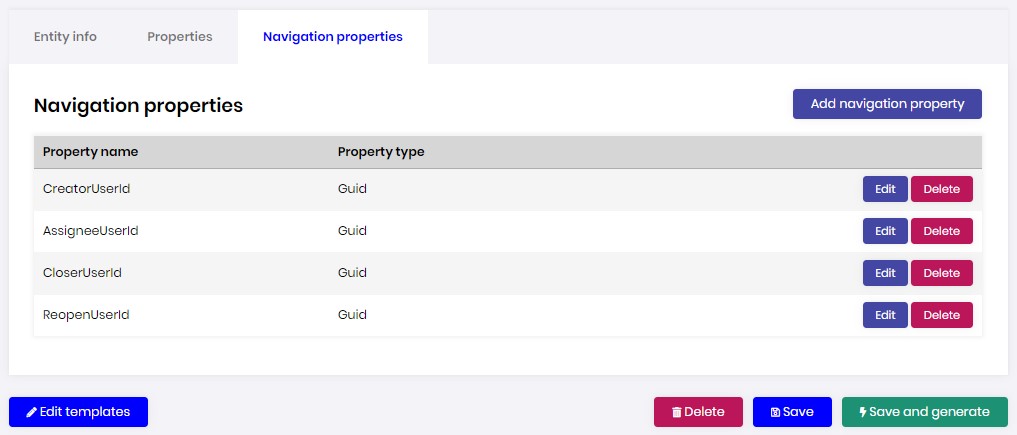 Entity info Properties Navigation properties
Navigation properties Add navigation property
Property name Property type
CreatorUserId Guid Edit Delete
AssigneeUserId Guid Edit Delete
CloserUserId Guid Edit Delete
ReopenUserId Guid Edit Delete
Edit templates Delete Save Save and generate